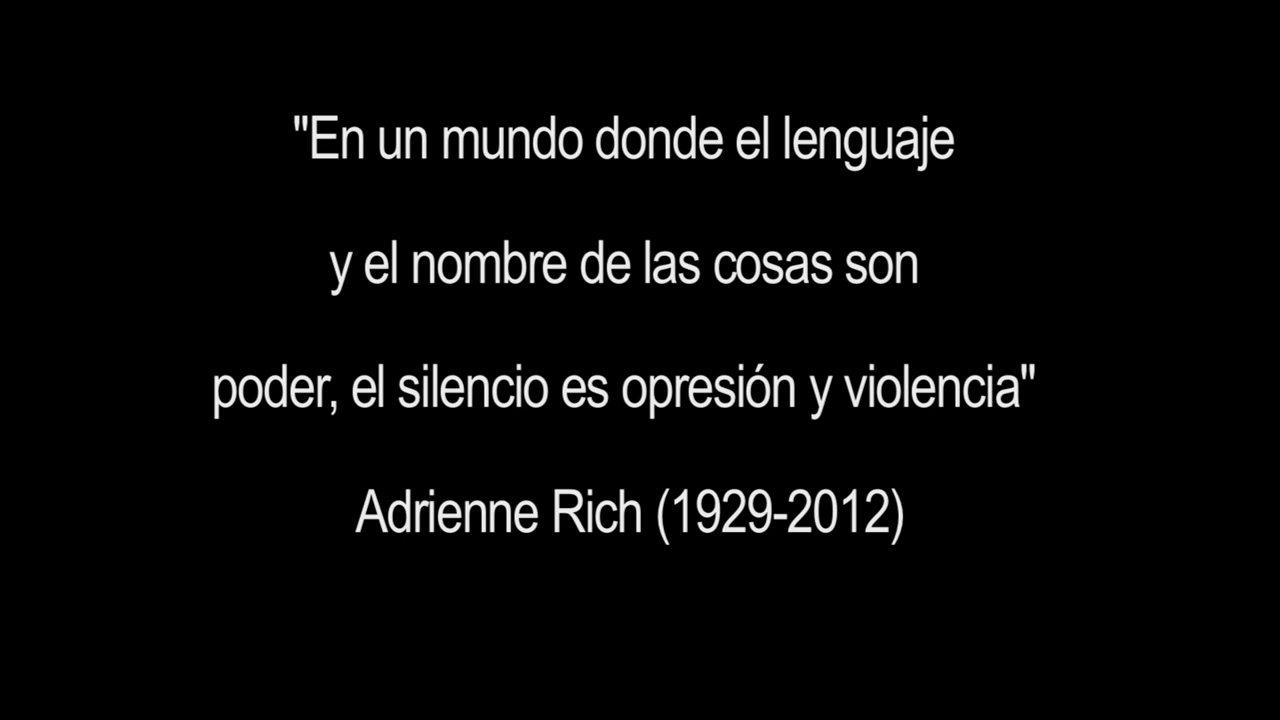 "En un mundo donde el lenguaje
y el nombre de las cosas son
poder, el silencio es opresión y violencia"
Adrienne Rich (1929-2012)